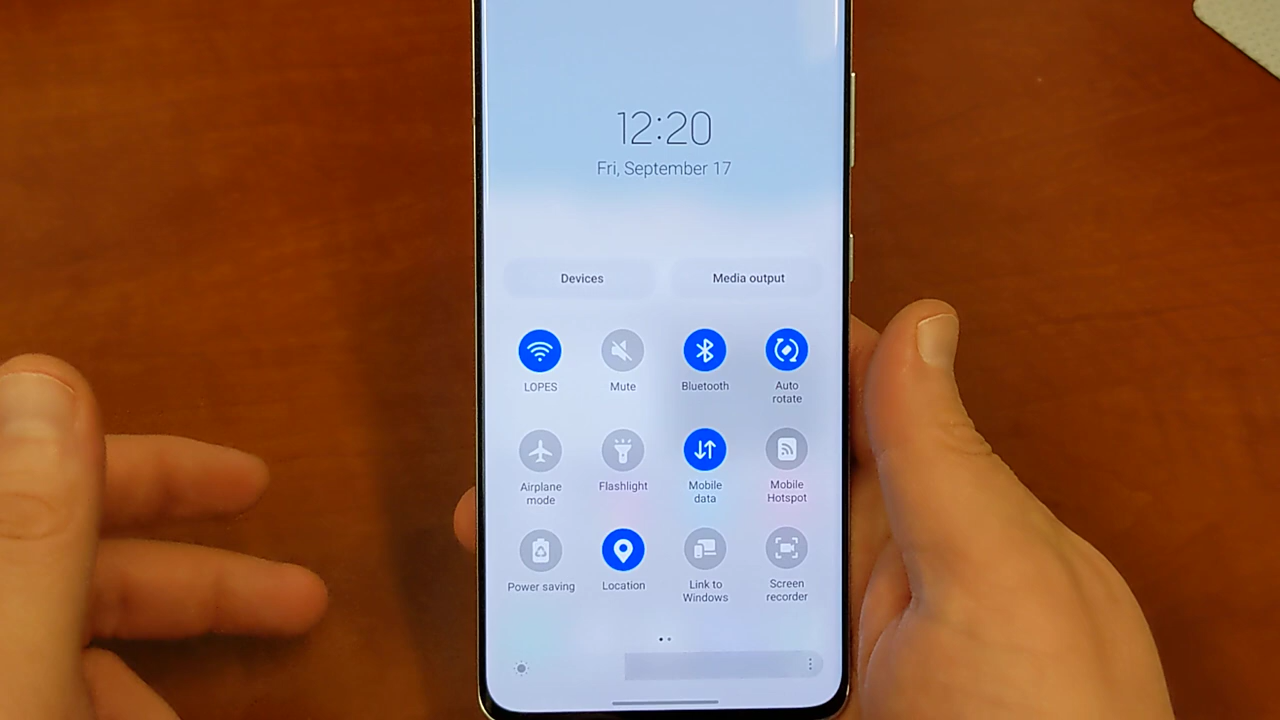 12:20
Fri, September 17
Devices Media output
LOPES Mute Bluetooth Auto
rotate
Airplane
mode Flashlight Mobile
data Mobile
Hotspot
Power saving Location Link to
Windows Screen
recorder